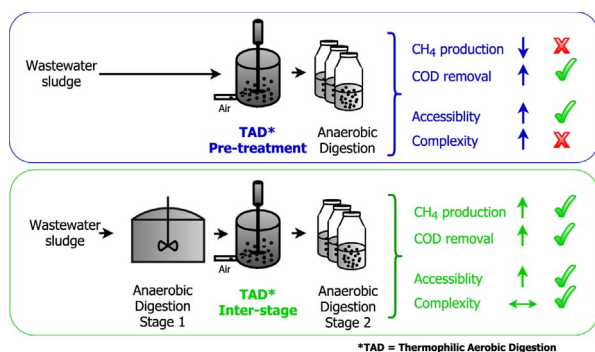 Wastewater
sludge
Air
TAD*
Pre-treatment
Anaerobic
Digestion
CH4 production
COD removal
Accessiblity
Complexity
Wastewater
sludge
Anaerobic
Digestion
Stage 1
Air
TAD*
Inter-stage
Anaerobic
Digestion
Stage 2
CH4 production
COD removal
Accessiblity
Complexity
*TAD = Thermophilic Aerobic Digestion